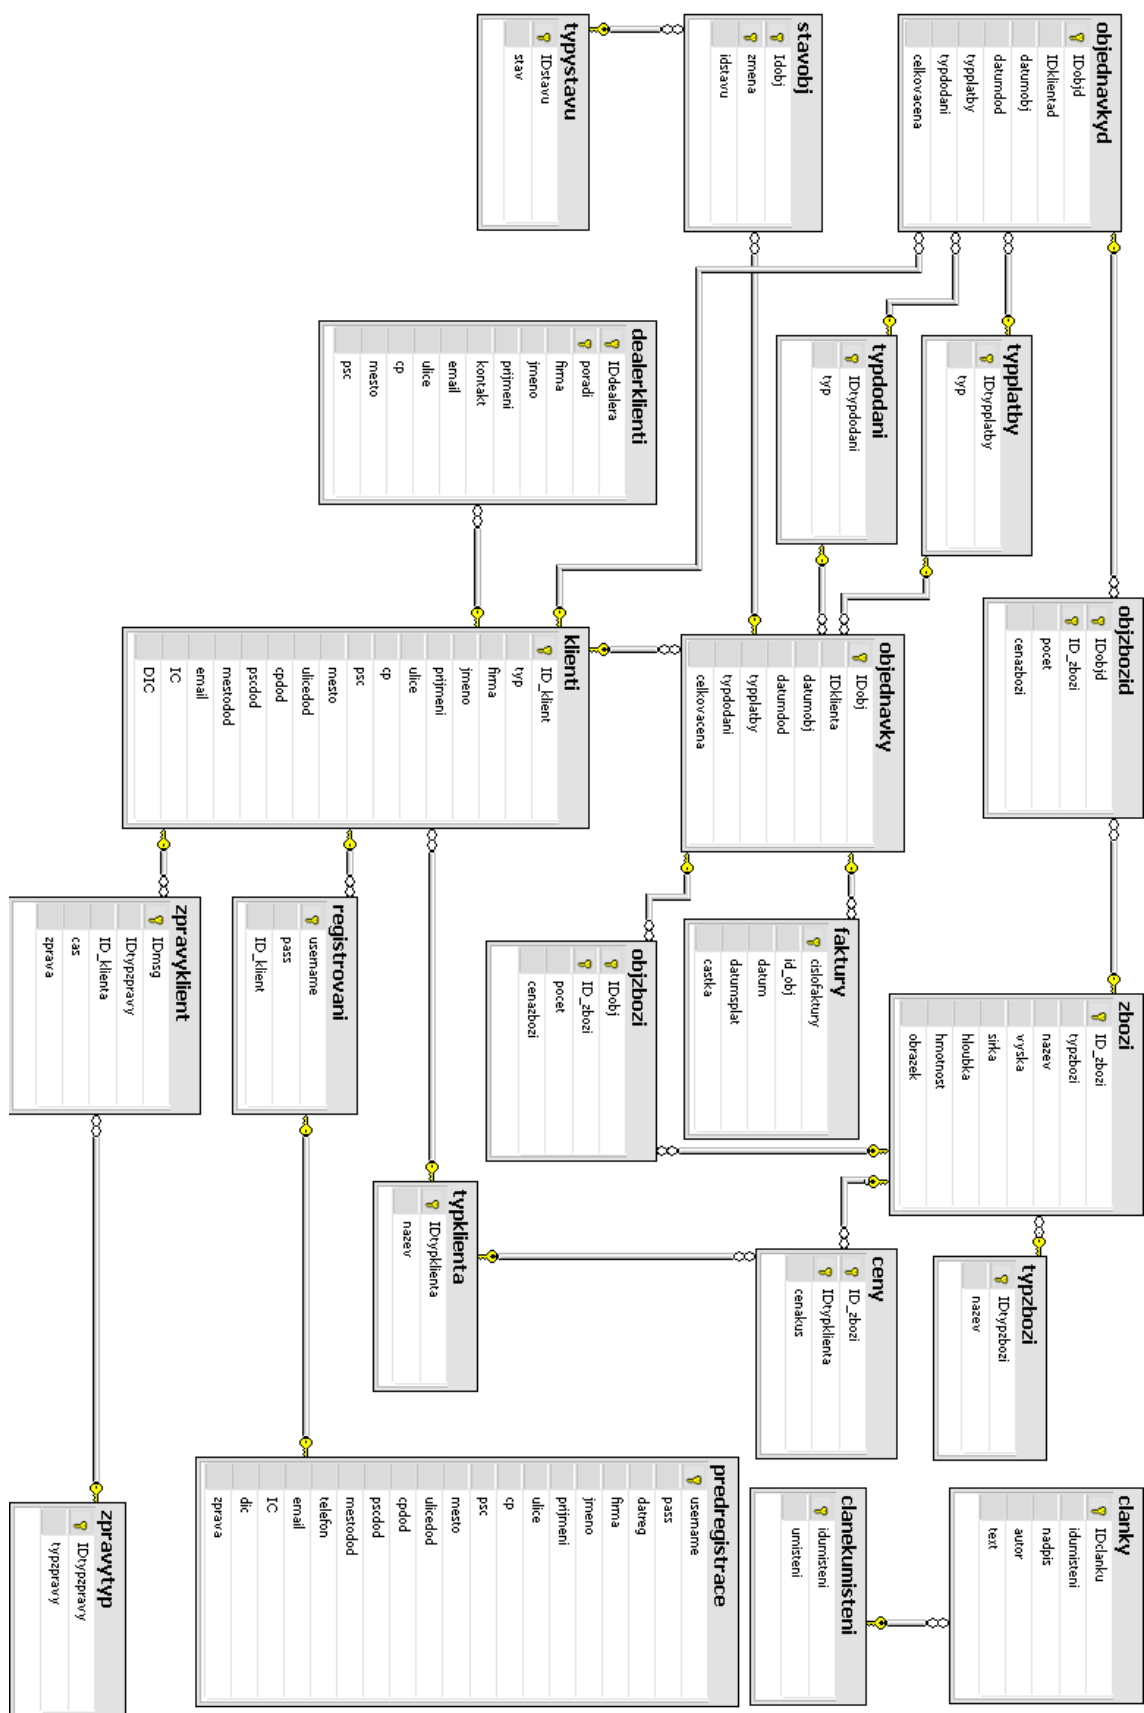 typystavu
IDstavu
stav
stavobj
Idobj
zmena
idstavu
objednavkyd
IDobjd
IDklientad
datumobj
datumdod
typplatby
typdodani
celkovacena
dealerklienti
IDdealera
poradi
firma
jmeno
prijmeni
kontakt
email
ulice
cp
mesto
psc
typdodani
IDtypdodani
typ
typplatby
IDtypplatby
typ
objzbozid
IDobjd
ID_zbozi
pocet
cenazbozi
klienti
ID_klient
typ
firma
jmeno
prijmeni
ulice
cp
psc
mesto
ulicedod
cpdod
pscdod
mestodod
email
IC
DIC
objednavky
IDobj
IDklienta
datumobj
datumdod
typplatby
typdodani
celkovacena
zpravyklient
IDmsg
IDtypzpravy
ID_klienta
cas
zprava
registrovani
username
pass
ID_klient
objzbozi
IDobj
ID_zbozi
pocet
cenazbozi
faktury
cislofaktury
id_obj
datum
datumsplat
castka
zbozi
ID_zbozi
typzbozi
nazev
vyska
sirka
hloubka
hmotnost
obrazek
typklienta
IDtypklienta
nazev
ceny
ID_zbozi
IDtypklienta
cenakus
typzbozi
IDtypzbozi
nazev
zpravytyp
IDtypzpravy
typzpravy
predregistrace
username
pass
datreg
firma
jmeno
prijmeni
ulice
cp
psc
mesto
ulicedod
cpdod
pscdod
mestodod
telefon
email
IC
dic
zprava
clanekumisteni
idumisteni
umisteni
clanky
IDclanku
idumisteni
nadpis
autor
text